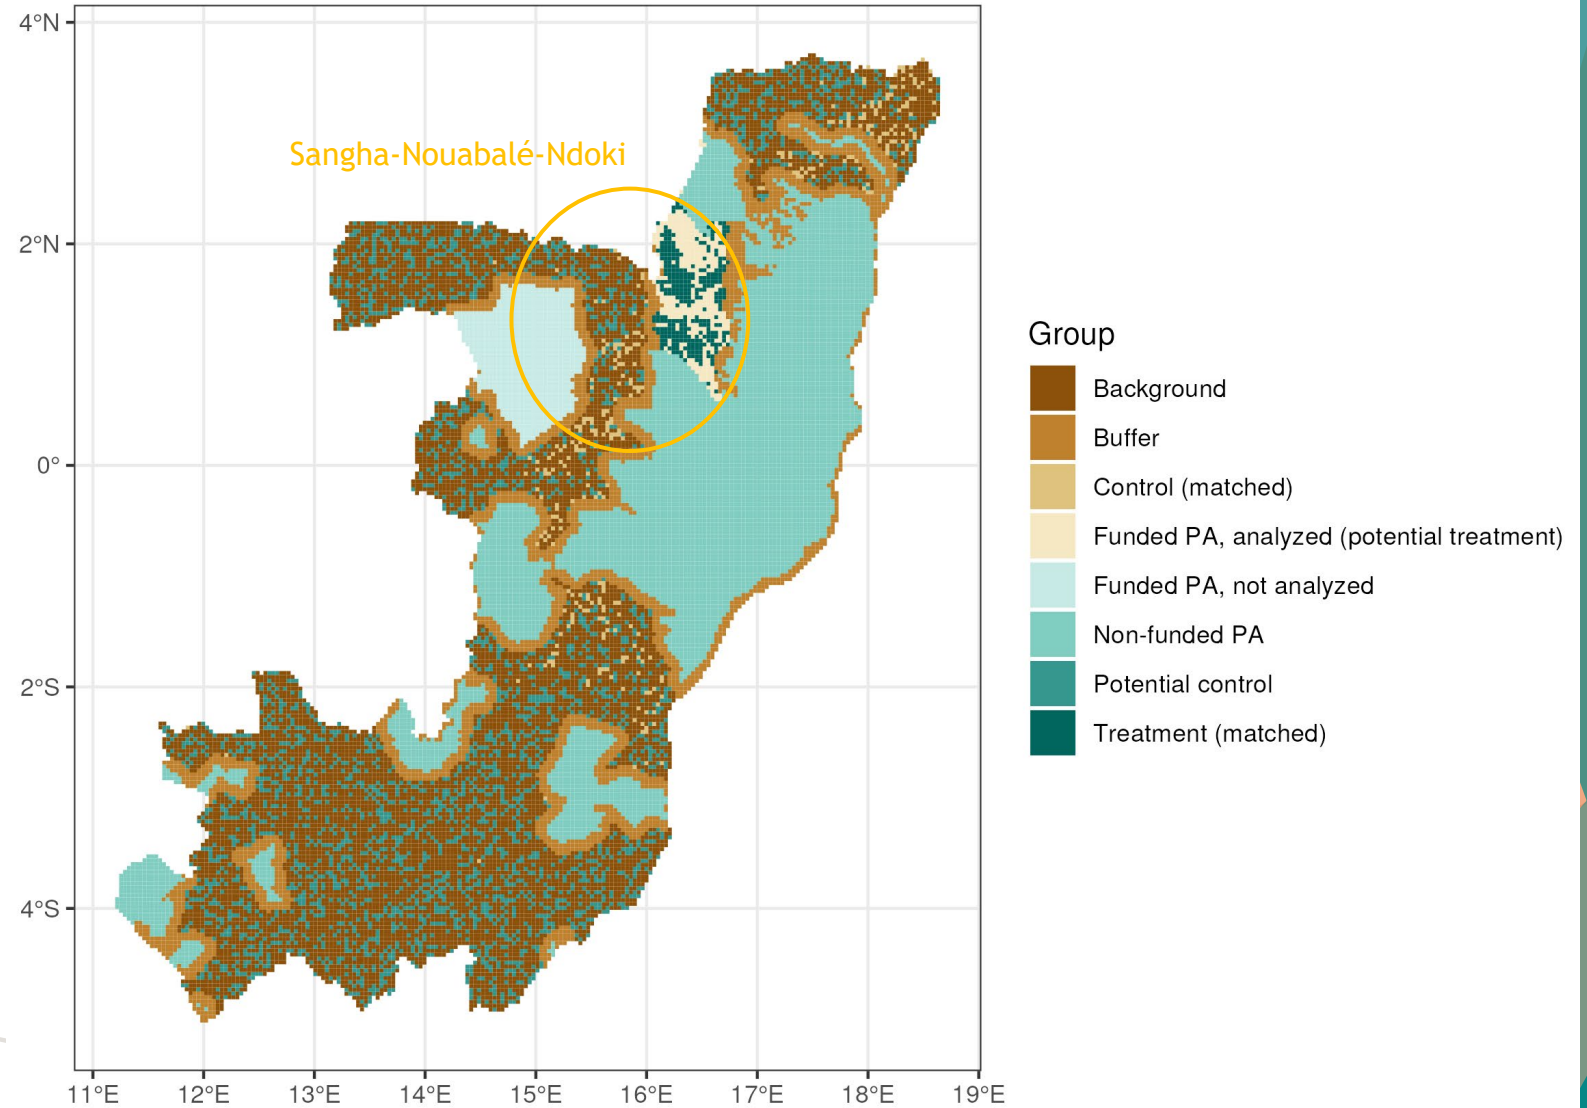 4°N
Sangha-Nouabalé-Ndoki
2°N
0°
2°S
4°S
11°E 12°E 13°E 14°E 15°E 16°E 17°E 18°E 19°E
Group
Background
Buffer
Control (matched)
Funded PA, analyzed (potential treatment)
Funded PA, not analyzed
Non-funded PA
Potential control
Treatment (matched)